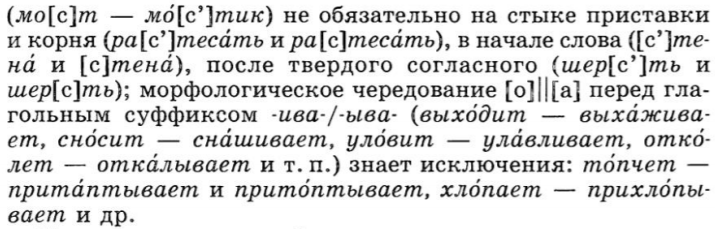 (мо[с]т — мо́[с’]тик) не обязательно на стыке приставки
и корня (ра[с’]теса́ть и ра[с]теса́ть), в начале слова ([с’]те-
на́ и [с]тена́), после твердого согласного (шер[с’]ть и
шер[с]ть); морфологическое чередование [о]||[а] перед гла-
гольным суффиксом -ива-/-ыва- (выхо́дит — выха́жива-
ет, сно́сит — сна́шивает, уло́вит — ула́вливает, отко́-
лет — отка́лывает и т. п.) знает исключения: то́пчет —
прита́птывает и прито́птывает, хло́пает — прихло́пы-
вает и др.